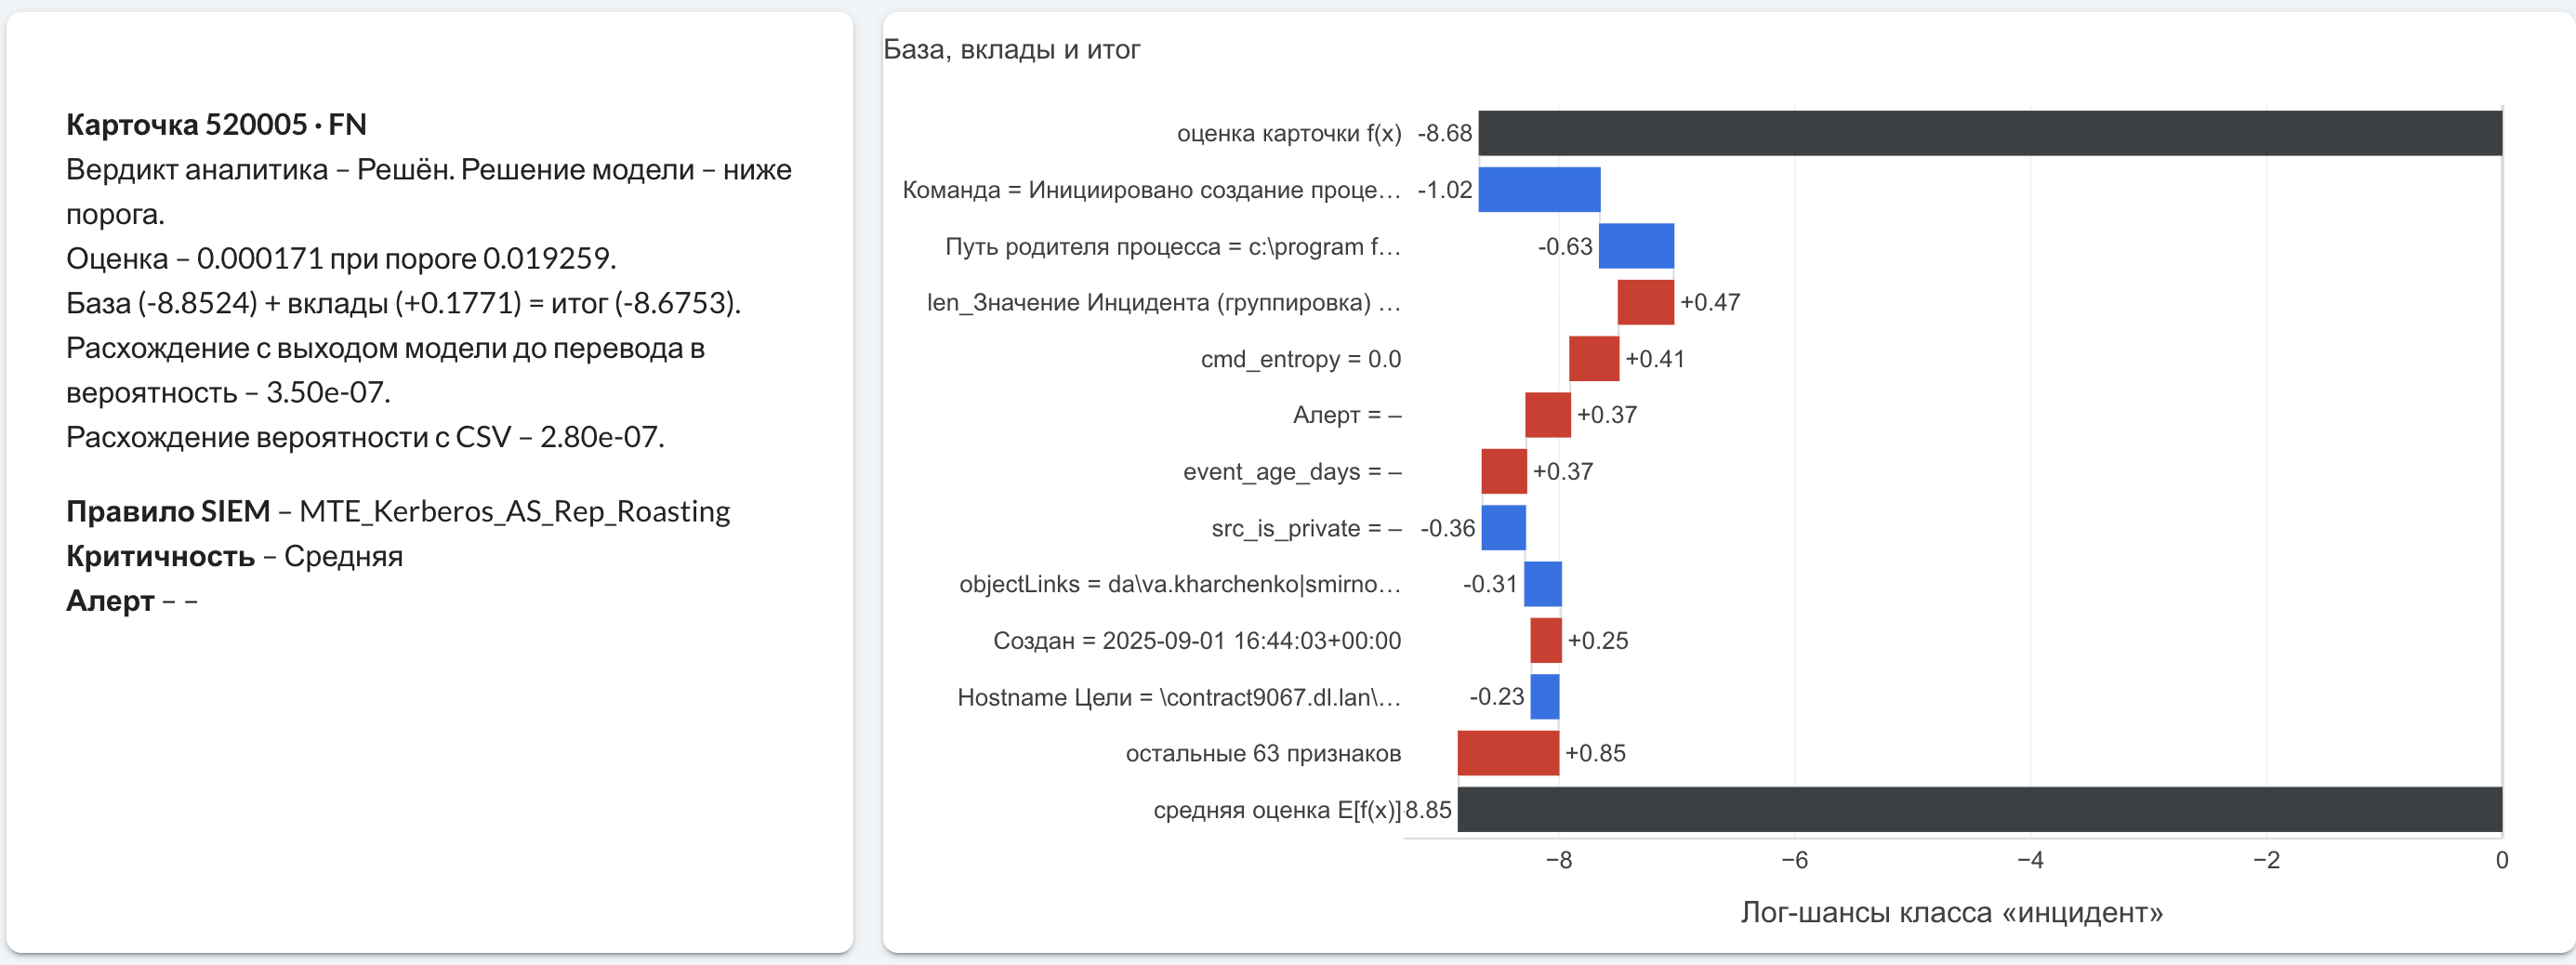 Карточка 520005 · FN
Вердикт аналитика – Решён. Решение модели – ниже
порога.
Оценка – 0.000171 при пороге 0.019259.
База (-8.8524) + вклады (+0.1771) = итог (-8.6753).
Расхождение с выходом модели до перевода в
вероятность – 3.50e-07.
Расхождение вероятности с CSV – 2.80e-07.
Правило SIEM – MTE_Kerberos_AS_Rep_Roasting
Критичность – Средняя
Алерт – –
База, вклады и итог
оценка карточки f(x) -8.68
Команда = Инициировано создание проце… -1.02
Путь родителя процесса = c:\program f… -0.63
len_Значение Инцидента (группировка) … +0.47
cmd_entropy = 0.0 +0.41
Алерт = – +0.37
event_age_days = – +0.37
src_is_private = – -0.36
objectLinks = da\va.kharchenko|smirno… -0.31
Создан = 2025-09-01 16:44:03+00:00 +0.25
Hostname Цели = \contract9067.dl.lan\… -0.23
остальные 63 признаков +0.85
средняя оценка E[f(x)] 8.85
−8 −6 −4 −2 0
Лог-шансы класса «инцидент»